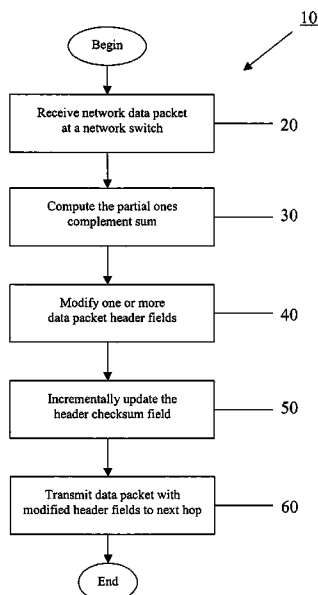 10
Begin
Receive network data packet
at a network switch
20
Compute the partial ones
complement sum
30
Modify one or more
data packet header fields
40
Incrementally update the
header checksum field
50
Transmit data packet with
modified header fields to next hop
60
End